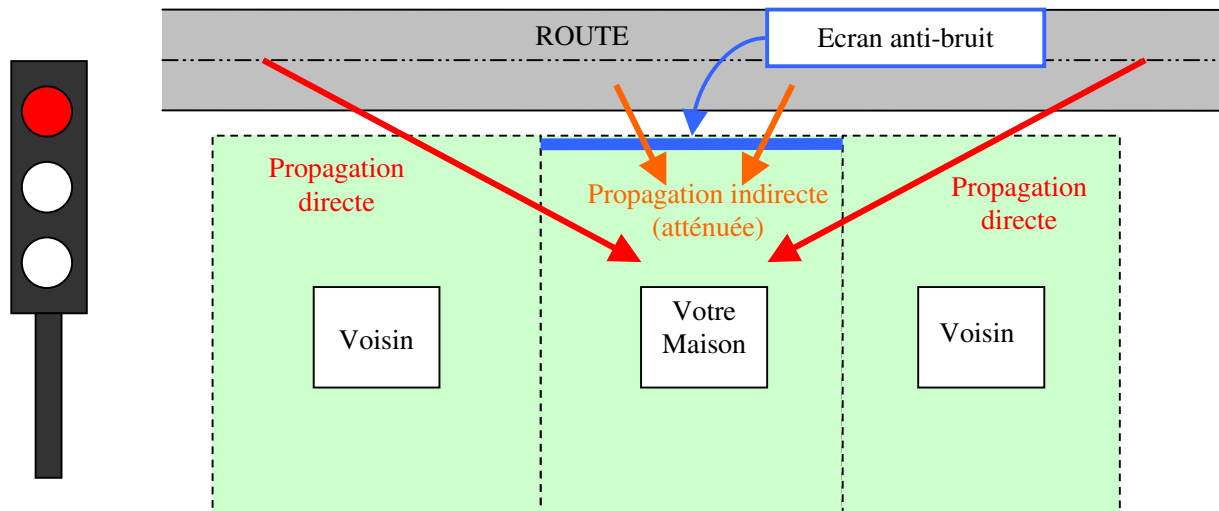 ROUTE
Ecran anti-bruit
Propagation
directe
Propagation indirecte
(atténuée)
Propagation
directe
Voisin
Votre
Maison
Voisin